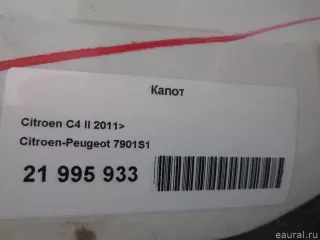 Капот
Citroen C4 II 2011>
Citroen-Peugeot 7901S1
21 995 933
eaural.ru